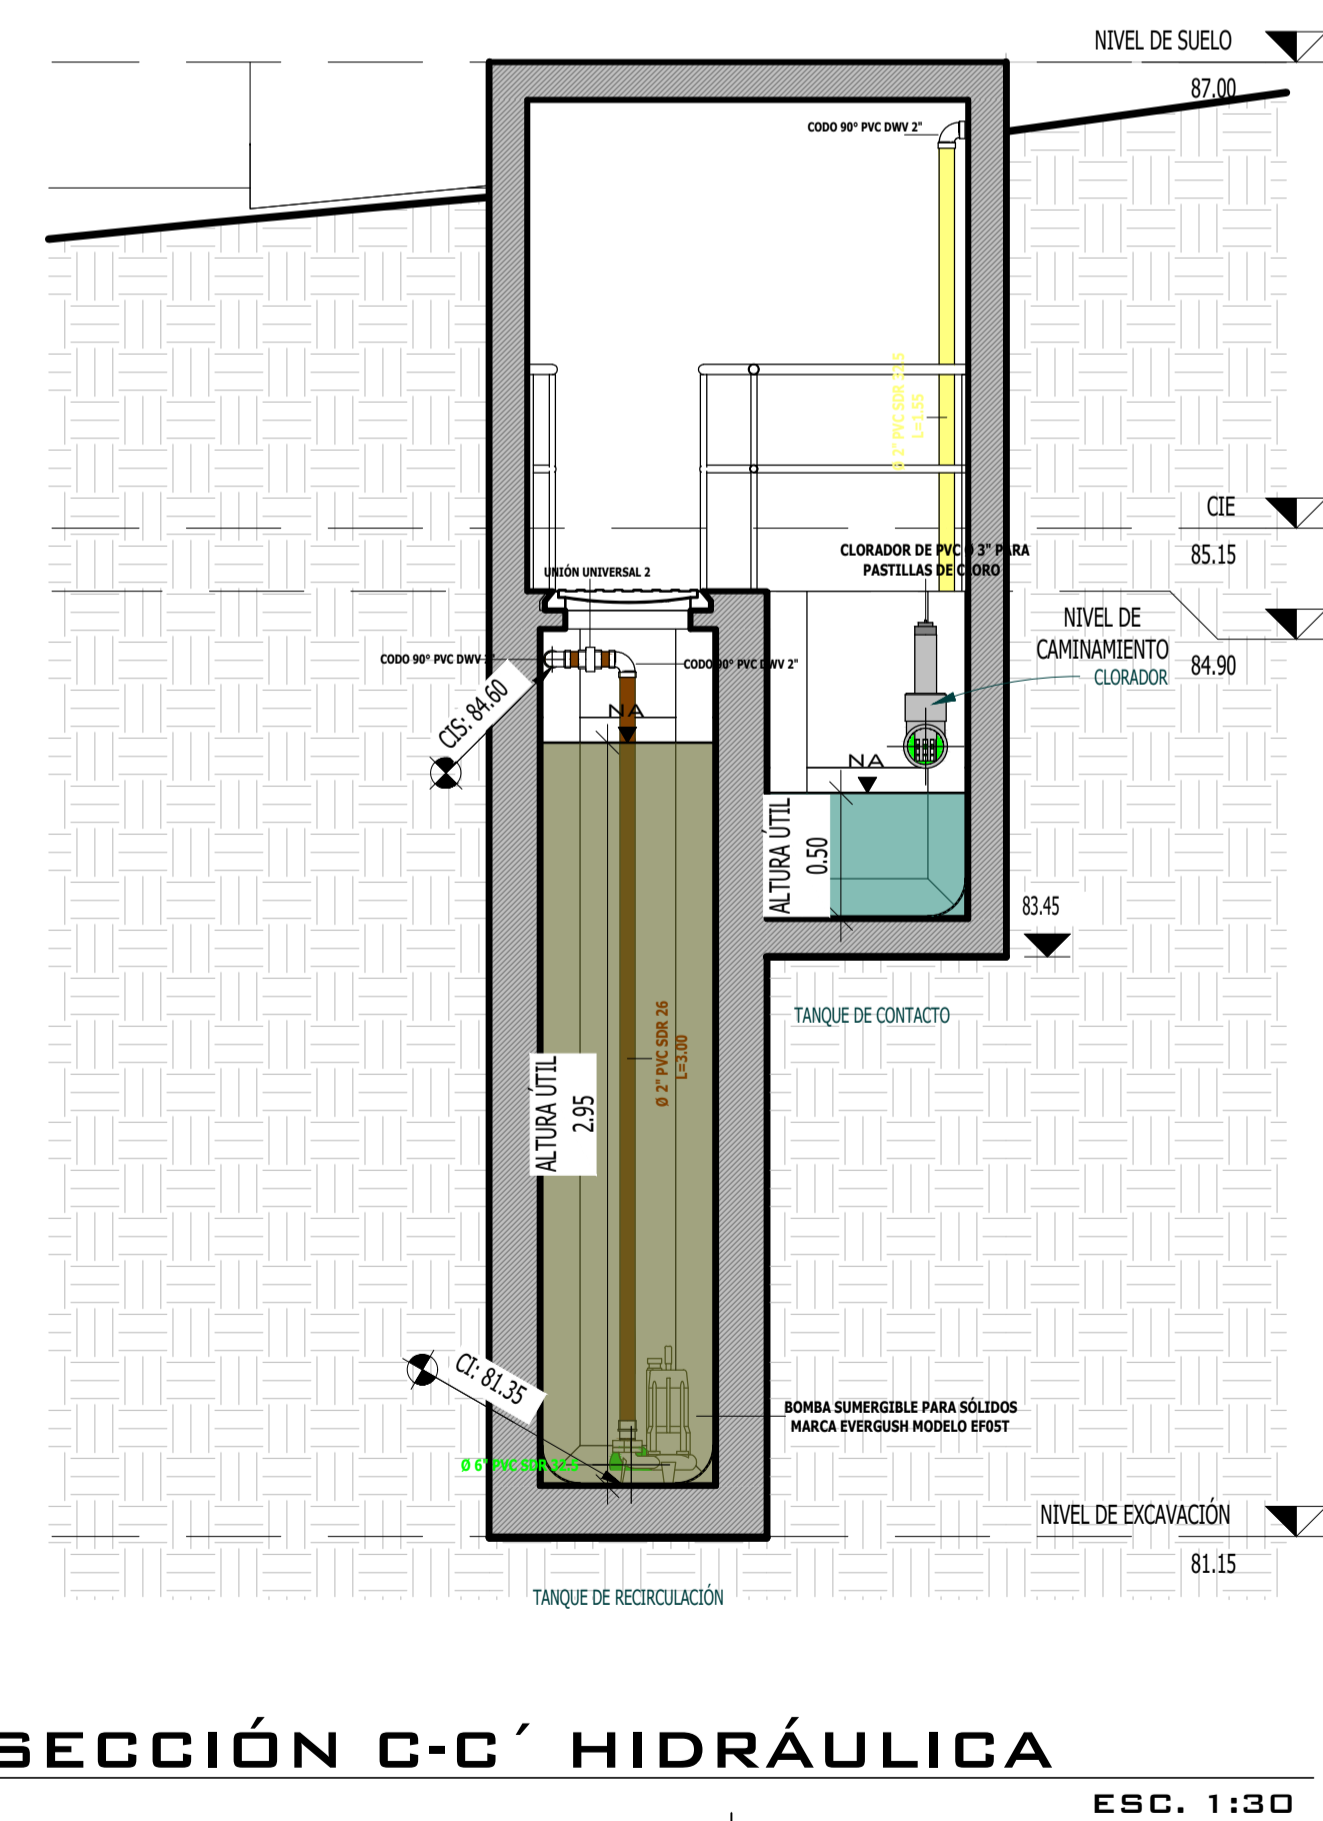 NIVEL DE SUELO
87.00
CODO 90° PVC DWV 2"
Ø 2" PVC SDR 32.5
L=1.55
CIE
85.15
CLORADOR DE PVC Ø 3" PARA
PASTILLAS DE CLORO
UNIÓN UNIVERSAL 2
NIVEL DE
CAMINAMIENTO
84.90
CLORADOR
CODO 90° PVC DWV 2"
CODO 90° PVC DWV 2"
CIS: 84.60
NA
NA
ALTURA ÚTIL
0.50
83.45
TANQUE DE CONTACTO
Ø 2" PVC SDR 26
L=3.00
ALTURA ÚTIL
2.95
CI: 81.35
BOMBA SUMERGIBLE PARA SÓLIDOS
MARCA EVERGUSH MODELO EF05T
Ø 6" PVC SDR 32.5
NIVEL DE EXCAVACIÓN
81.15
TANQUE DE RECIRCULACIÓN
SECCIÓN C-C´ HIDRÁULICA
ESC. 1:30